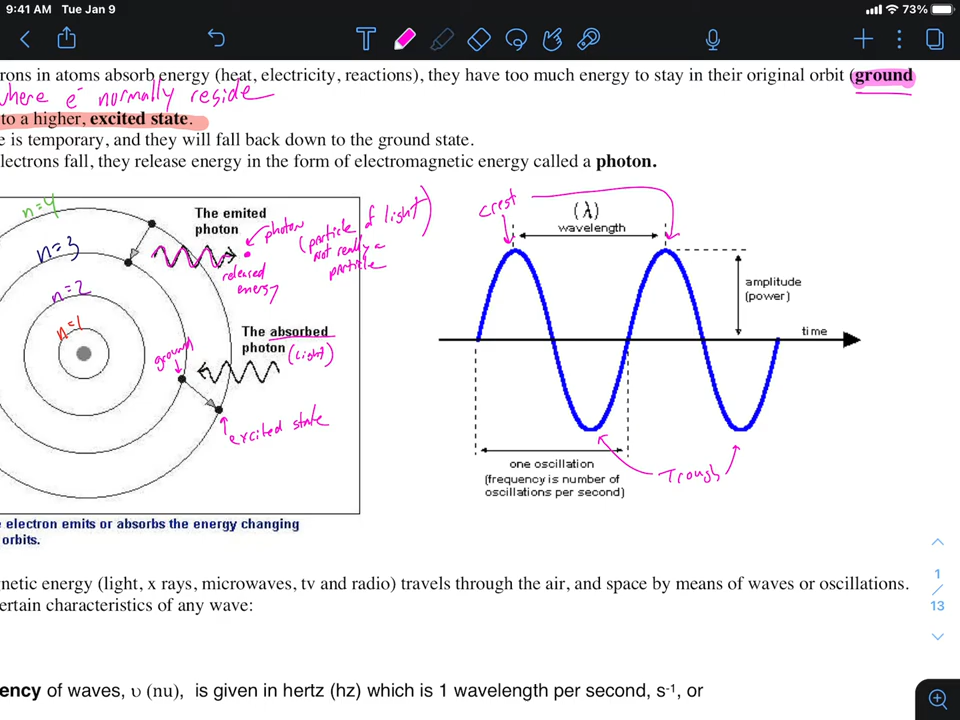 9:41 AM Tue Jan 9
73%
rons in atoms absorb energy (heat, electricity, reactions), they have too much energy to stay in their original orbit (ground
where e⁻ normally reside
to a higher, excited state.
e is temporary, and they will fall back down to the ground state.
lectrons fall, they release energy in the form of electromagnetic energy called a photon.
n=4
n=3
n=2
n=1
The emitted
photon
photon
(particle of light)
not really a
particle
released
energy
The absorbed
photon
(light)
ground
excited state
e electron emits or absorbs the energy changing
orbits.
crest
(λ)
wavelength
amplitude
(power)
time
one oscillation
(frequency is number of
oscillations per second)
Trough
gnetic energy (light, x rays, microwaves, tv and radio) travels through the air, and space by means of waves or oscillations.
ertain characteristics of any wave:
1
/
13
ency of waves, υ (nu), is given in hertz (hz) which is 1 wavelength per second, s⁻¹, or